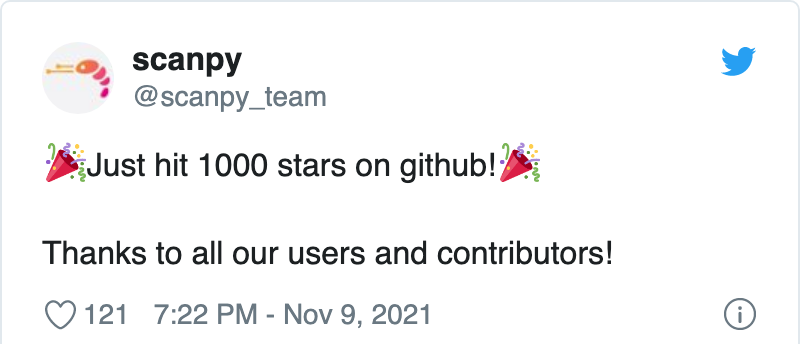 scanpy
@scanpy_team
🎉Just hit 1000 stars on github!🎉
Thanks to all our users and contributors!
121 7:22 PM - Nov 9, 2021